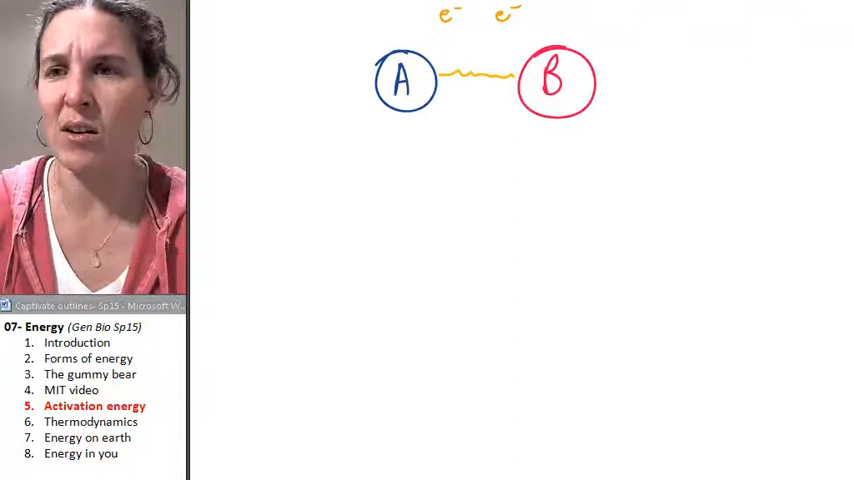 e⁻ e⁻
A B
Captivate outlines- Sp15 - Microsoft W...
07- Energy (Gen Bio Sp15)
1. Introduction
2. Forms of energy
3. The gummy bear
4. MIT video
5. Activation energy
6. Thermodynamics
7. Energy on earth
8. Energy in you